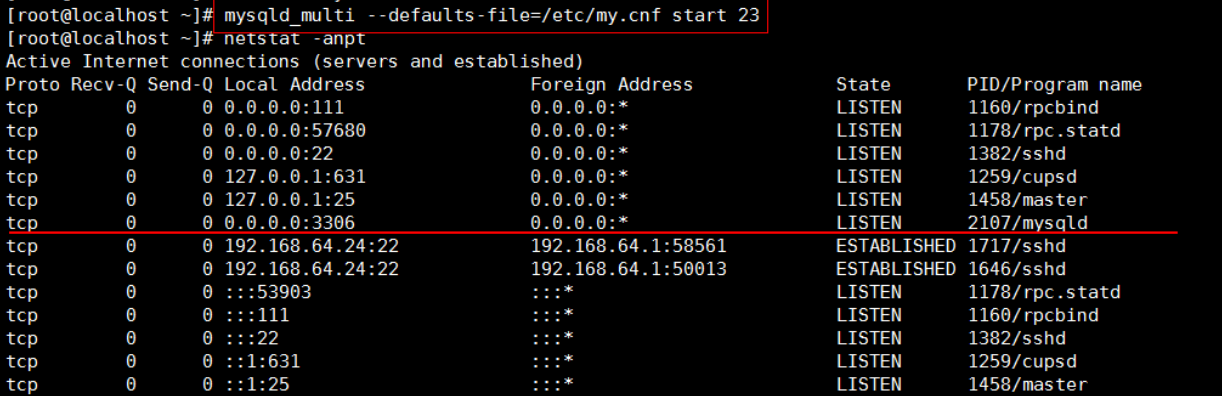 [root@localhost ~]# mysqld_multi --defaults-file=/etc/my.cnf start 23
[root@localhost ~]# netstat -anpt
Active Internet connections (servers and established)
Proto Recv-Q Send-Q Local Address Foreign Address State PID/Program name
tcp 0 0 0.0.0.0:111 0.0.0.0:* LISTEN 1160/rpcbind
tcp 0 0 0.0.0.0:57680 0.0.0.0:* LISTEN 1178/rpc.statd
tcp 0 0 0.0.0.0:22 0.0.0.0:* LISTEN 1382/sshd
tcp 0 0 127.0.0.1:631 0.0.0.0:* LISTEN 1259/cupsd
tcp 0 0 127.0.0.1:25 0.0.0.0:* LISTEN 1458/master
tcp 0 0 0.0.0.0:3306 0.0.0.0:* LISTEN 2107/mysqld
tcp 0 0 192.168.64.24:22 192.168.64.1:58561 ESTABLISHED 1717/sshd
tcp 0 0 192.168.64.24:22 192.168.64.1:50013 ESTABLISHED 1646/sshd
tcp 0 0 :::53903 :::* LISTEN 1178/rpc.statd
tcp 0 0 :::111 :::* LISTEN 1160/rpcbind
tcp 0 0 :::22 :::* LISTEN 1382/sshd
tcp 0 0 ::1:631 :::* LISTEN 1259/cupsd
tcp 0 0 ::1:25 :::* LISTEN 1458/master